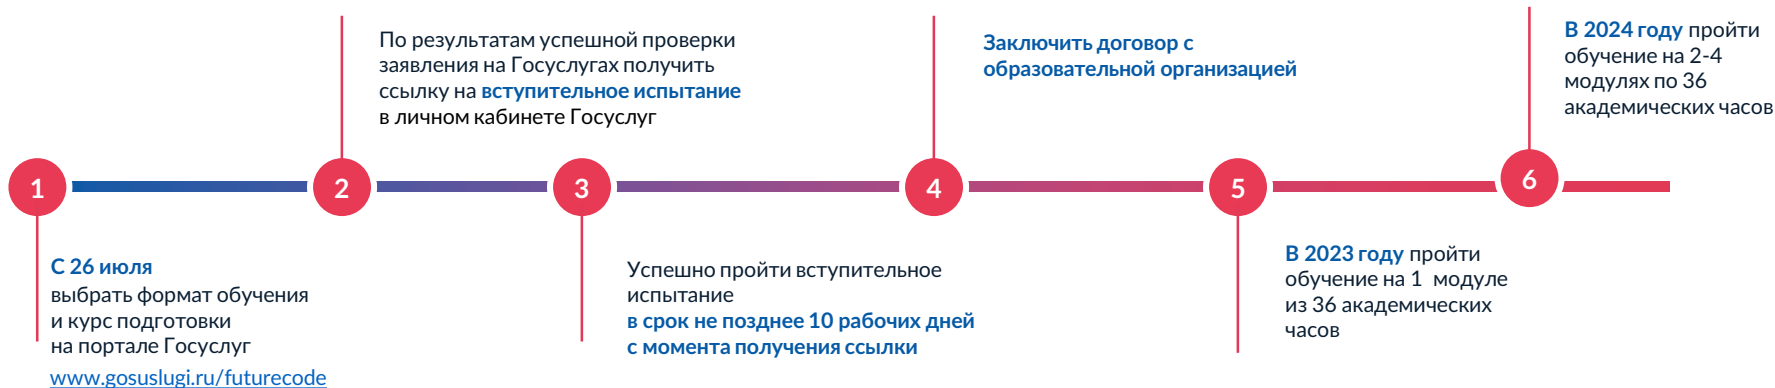 1
С 26 июля
выбрать формат обучения
и курс подготовки
на портале Госуслуг
www.gosuslugi.ru/futurecode
2
По результатам успешной проверки
заявления на Госуслугах получить
ссылку на вступительное испытание
в личном кабинете Госуслуг
3
Успешно пройти вступительное
испытание
в срок не позднее 10 рабочих дней
с момента получения ссылки
4
Заключить договор с
образовательной организацией
5
В 2023 году пройти
обучение на 1 модуле
из 36 академических
часов
6
В 2024 году пройти
обучение на 2-4
модулях по 36
академических часов